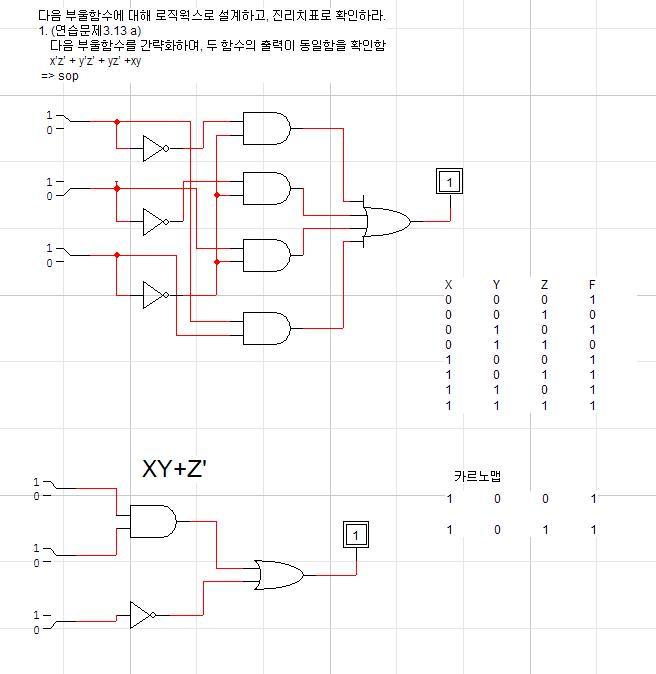 다음 부울함수에 대해 로직웍스로 설계하고, 진리치표로 확인하라.
1. (연습문제3.13 a)
다음 부울함수를 간략화하여, 두 함수의 출력이 동일함을 확인함
x'z' + y'z' + yz' +xy
=> sop
1
0
1
0
1
1
0
X Y Z F
0 0 0 1
0 0 1 0
0 1 0 1
0 1 1 0
1 0 0 1
1 0 1 1
1 1 0 1
1 1 1 1
XY+Z'
카르노맵
1
0
1 0 0 1
1 0 1 1
1
1
0
1
0